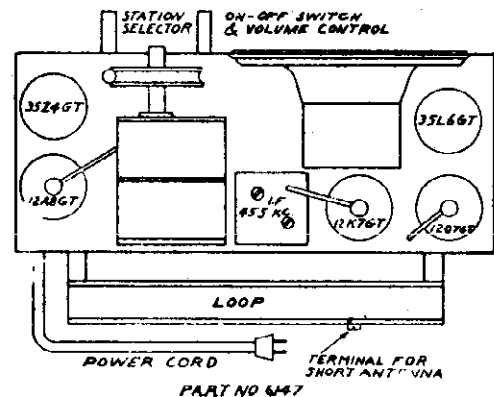 STATION SELECTOR
ON-OFF SWITCH & VOLUME CONTROL
35Z4GT
35L6GT
12A8GT
I.F
455 KC
12K7GT
12Q7GT
LOOP
POWER CORD
TERMINAL FOR
SHORT ANTENNA
PART NO 6147